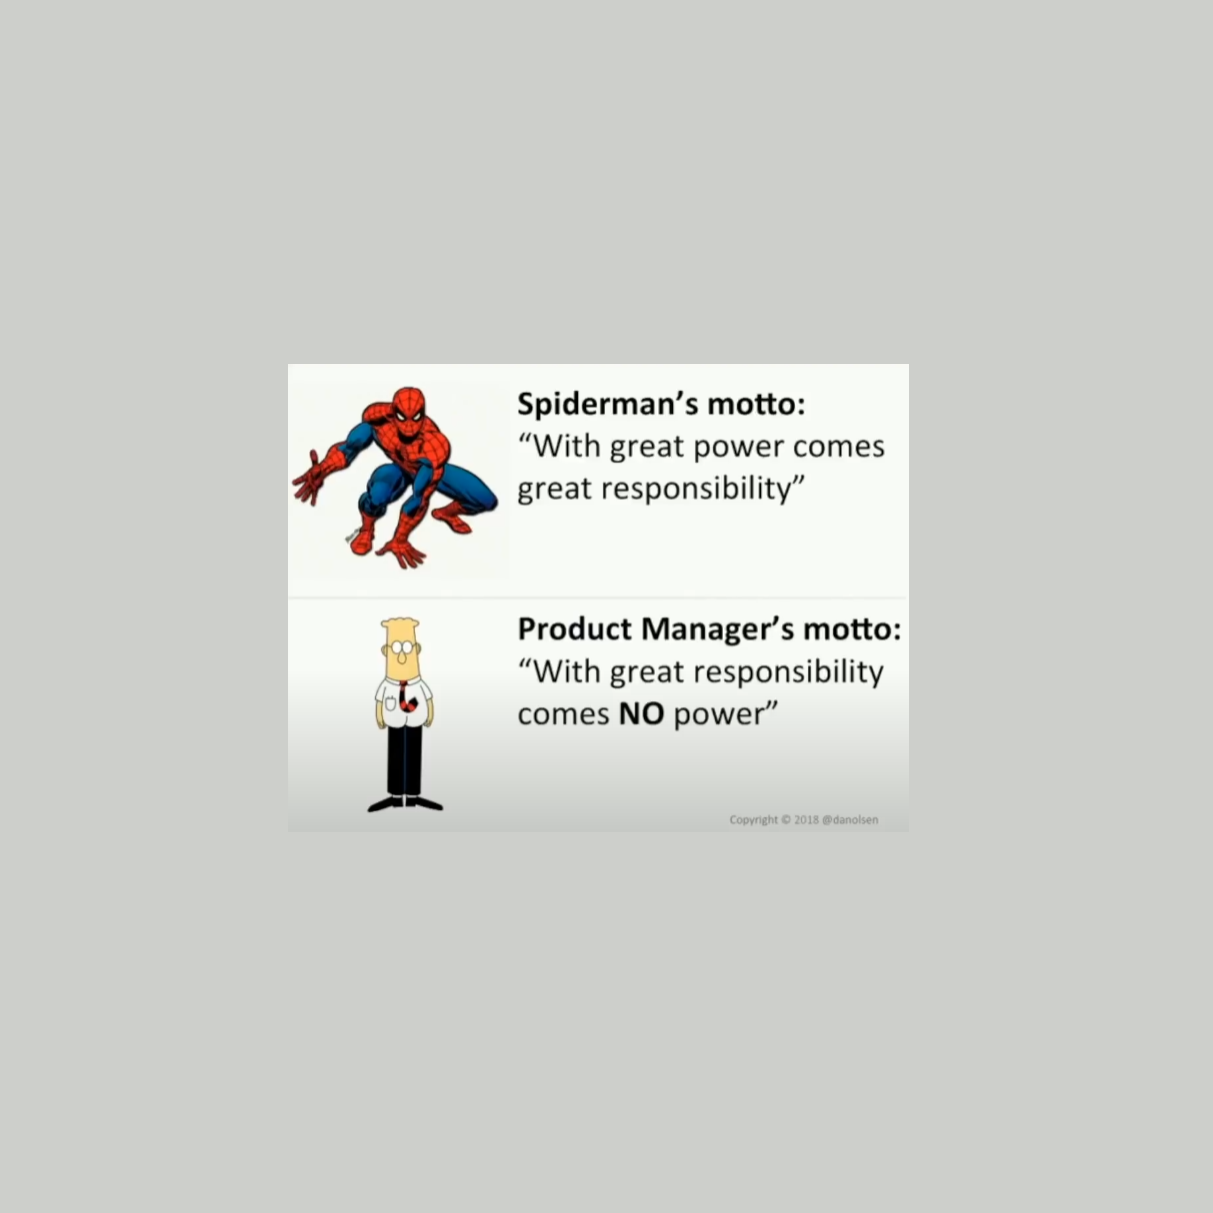 Spiderman’s motto:
“With great power comes
great responsibility”
Product Manager’s motto:
“With great responsibility
comes NO power”
Copyright © 2018 @danolsen